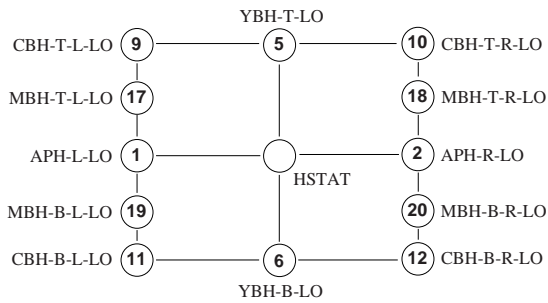 YBH-T-LO
CBH-T-L-LO 9 5 10 CBH-T-R-LO
MBH-T-L-LO 17 18 MBH-T-R-LO
APH-L-LO 1 2 APH-R-LO
HSTAT
MBH-B-L-LO 19 20 MBH-B-R-LO
CBH-B-L-LO 11 6 12 CBH-B-R-LO
YBH-B-LO